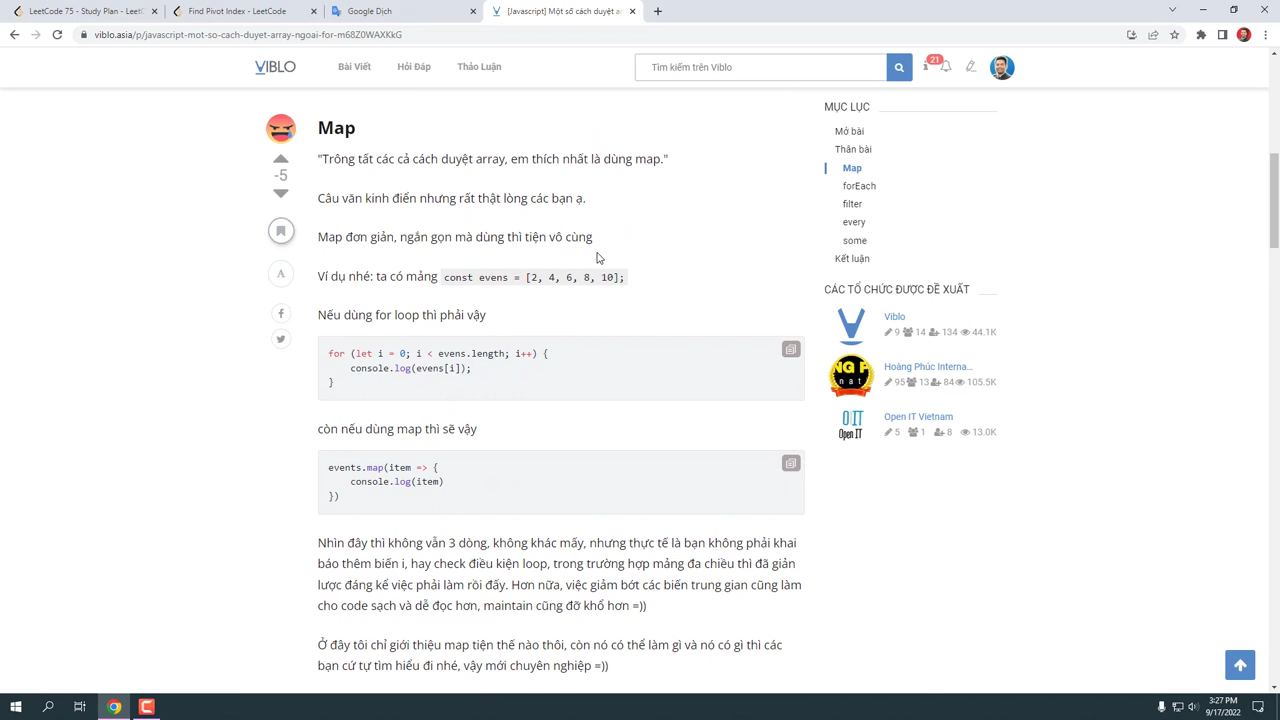 LeetCode 75 - Study Plan - LeetCo
Find Pivot Index - LeetCode
Google Dịch
[Javascript] Một số cách duyệt ar
viblo.asia/p/javascript-mot-so-cach-duyet-array-ngoai-for-m68Z0WAXKkG
VIBLO
Bài Viết
Hỏi Đáp
Thảo Luận
Tìm kiếm trên Viblo
21
Map
-5
"Trông tất các cả cách duyệt array, em thích nhất là dùng map."
Câu văn kinh điển nhưng rất thật lòng các bạn ạ.
Map đơn giản, ngắn gọn mà dùng thì tiện vô cùng
Ví dụ nhé: ta có mảng const evens = [2, 4, 6, 8, 10];
Nếu dùng for loop thì phải vậy
for (let i = 0; i < evens.length; i++) {
console.log(evens[i]);
}
còn nếu dùng map thì sẽ vậy
events.map(item => {
console.log(item)
})
Nhìn đây thì không vẫn 3 dòng, không khác mấy, nhưng thực tế là bạn không phải khai
báo thêm biến i, hay check điều kiện loop, trong trường hợp mảng đa chiều thì đã giản
lược đáng kể việc phải làm rồi đấy. Hơn nữa, việc giảm bớt các biến trung gian cũng làm
cho code sạch và dễ đọc hơn, maintain cũng đỡ khổ hơn =))
Ở đây tôi chỉ giới thiệu map tiện thế nào thôi, còn nó có thể làm gì và nó có gì thì các
bạn cứ tự tìm hiểu đi nhé, vậy mới chuyên nghiệp =))
MỤC LỤC
Mở bài
Thân bài
Map
forEach
filter
every
some
Kết luận
CÁC TỔ CHỨC ĐƯỢC ĐỀ XUẤT
Viblo
9 14 134 44.1K
NG P
nat
Hoàng Phúc Interna...
95 13 84 105.5K
Open IT
Open IT Vietnam
5 1 8 13.0K
3:27 PM
9/17/2022